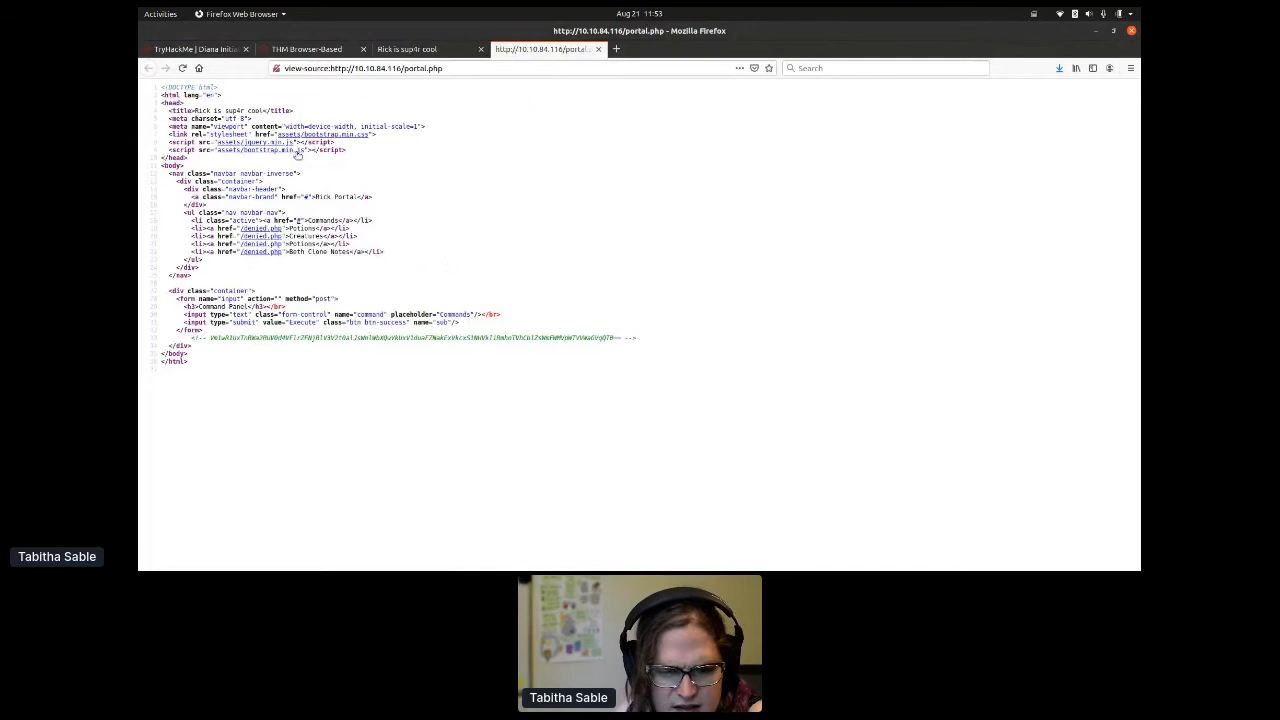 Activities Firefox Web Browser Aug 21 11:53
http://10.10.84.116/portal.php - Mozilla Firefox
TryHackMe | Diana Initia THM Browser-Based Rick is sup4r cool http://10.10.84.116/portal.
view-source:http://10.10.84.116/portal.php Search
<!DOCTYPE html>
<html lang="en">
<head>
<title>Rick is sup4r cool</title>
<meta charset="utf-8">
<meta name="viewport" content="width=device-width, initial-scale=1">
<link rel="stylesheet" href="assets/bootstrap.min.css">
<script src="assets/jquery.min.js"></script>
<script src="assets/bootstrap.min.js"></script>
</head>
<body>
<nav class="navbar navbar-inverse">
<div class="container">
<div class="navbar-header">
<a class="navbar-brand" href="#">Rick Portal</a>
</div>
<ul class="nav navbar-nav">
<li class="active"><a href="#">Commands</a></li>
<li><a href="/denied.php">Potions</a></li>
<li><a href="/denied.php">Creatures</a></li>
<li><a href="/denied.php">Potions</a></li>
<li><a href="/denied.php">Beth Clone Notes</a></li>
</ul>
</div>
</nav>
<div class="container">
<form name="input" action="" method="post">
<h3>Command Panel</h3></br>
<input type="text" class="form-control" name="command" placeholder="Commands"/></br>
<input type="submit" value="Execute" class="btn btn-success" name="sub"/>
</form>
<!-- -->
</div>
</body>
</html>
Tabitha Sable
Tabitha Sable